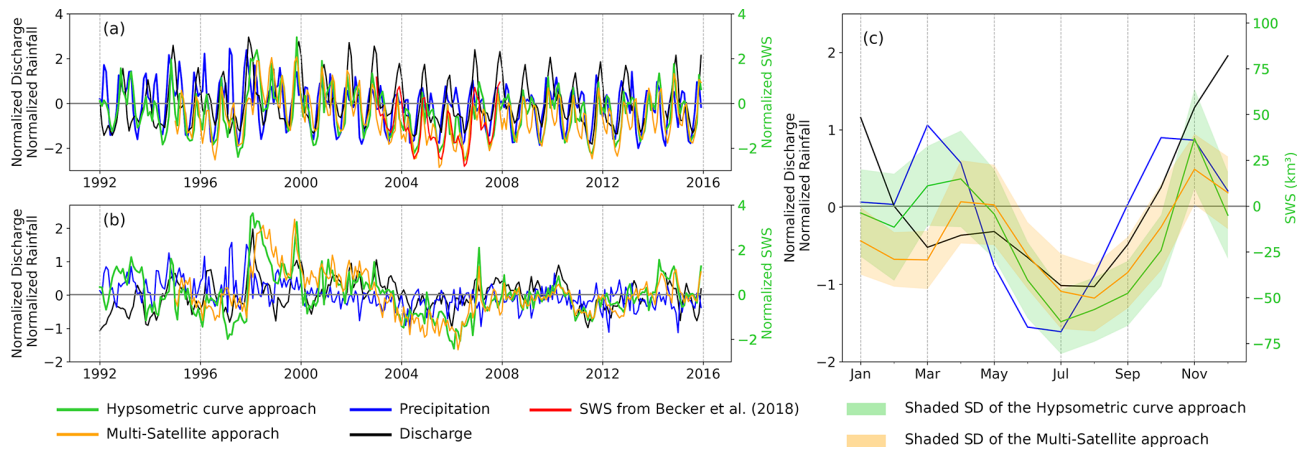 (a)
4
2
0
−2
Normalized Discharge
Normalized Rainfall
4
2
0
−2
Normalized SWS
1992
1996
2000
2004
2008
2012
2016
(b)
2
1
0
−1
−2
Normalized Discharge
Normalized Rainfall
4
2
0
−2
Normalized SWS
1992
1996
2000
2004
2008
2012
2016
(c)
2
1
0
−1
−2
Normalized Discharge
Normalized Rainfall
100
75
50
25
0
−25
−50
−75
SWS (km³)
Jan
Mar
May
Jul
Sep
Nov
Hypsometric curve approach
Precipitation
SWS from Becker et al. (2018)
Multi-Satellite apporach
Discharge
Shaded SD of the Hypsometric curve approach
Shaded SD of the Multi-Satellite approach